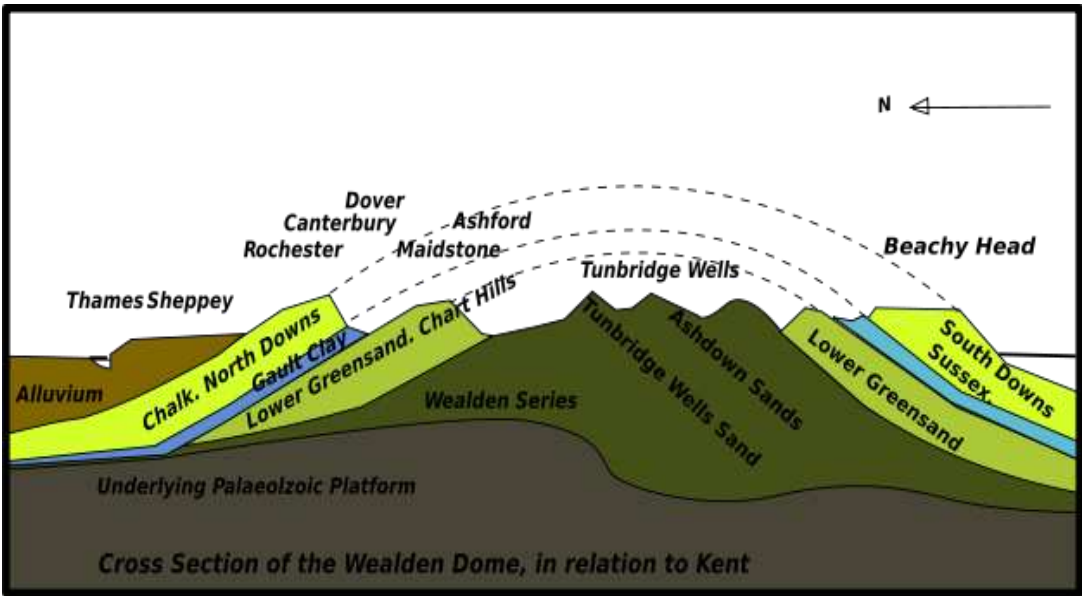 N
Dover
Canterbury
Rochester
Ashford
Maidstone
Beachy Head
Tunbridge Wells
Thames Sheppey
Alluvium
Chalk. North Downs
Gault Clay
Lower Greensand. Chart Hills
Wealden Series
Tunbridge Wells Sand
Ashdown Sands
Lower Greensand
South Downs
Sussex.
Underlying Palaeolzoic Platform
Cross Section of the Wealden Dome, in relation to Kent